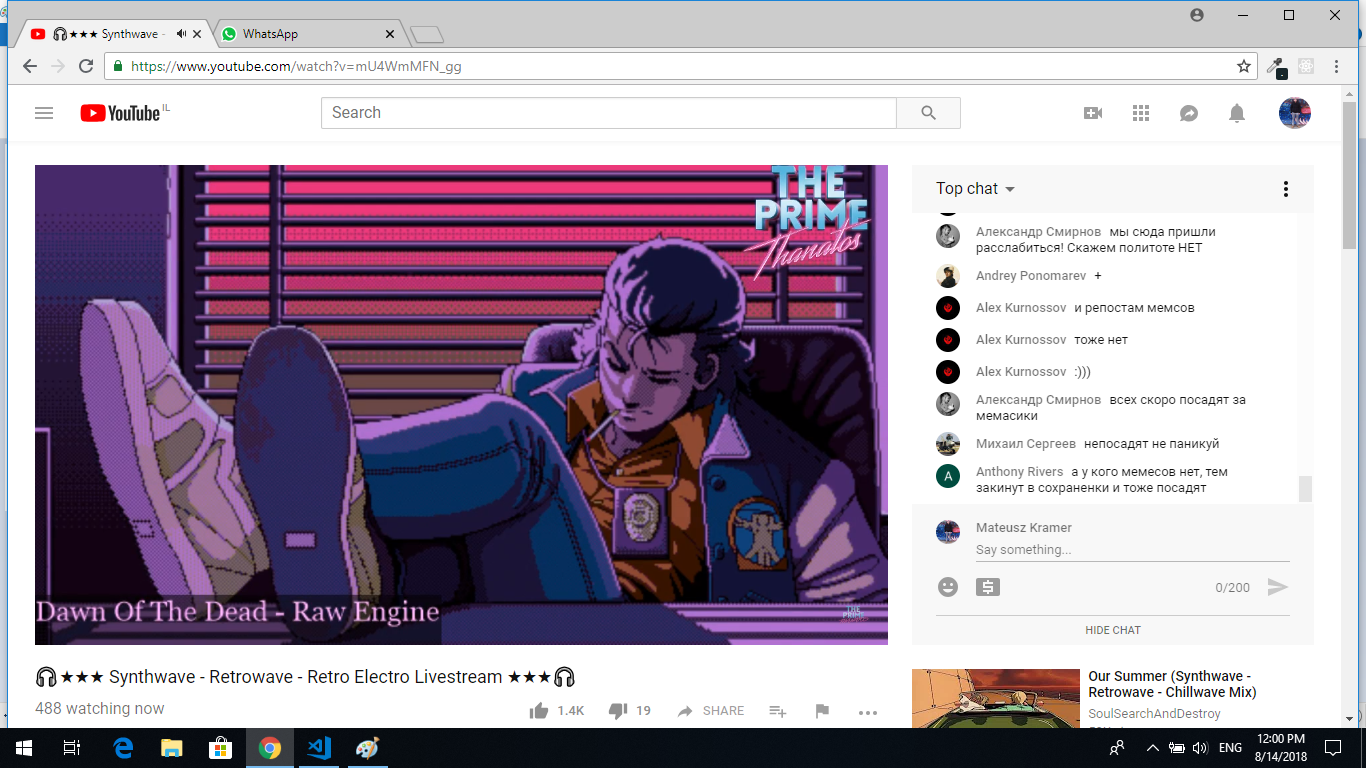 ★★★ Synthwave -
WhatsApp
https://www.youtube.com/watch?v=mU4WmMFN_gg
YouTube IL
Search
THE
PRIME
Thanatos
Dawn Of The Dead - Raw Engine
🎧★★★ Synthwave - Retrowave - Retro Electro Livestream ★★★🎧
488 watching now
1.4K
19
SHARE
Top chat
Александр Смирнов мы сюда пришли
расслабиться! Скажем политоте НЕТ
Andrey Ponomarev +
Alex Kurnossov и репостам мемсов
Alex Kurnossov тоже нет
Alex Kurnossov :)))
Александр Смирнов всех скоро посадят за
мемасики
Михаил Сергеев непосадят не паникуй
A
Anthony Rivers а у кого мемесов нет, тем
закинут в сохраненки и тоже посадят
Mateusz Kramer
Say something...
0/200
HIDE CHAT
Our Summer (Synthwave -
Retrowave - Chillwave Mix)
SoulSearchAndDestroy
ENG
12:00 PM
8/14/2018